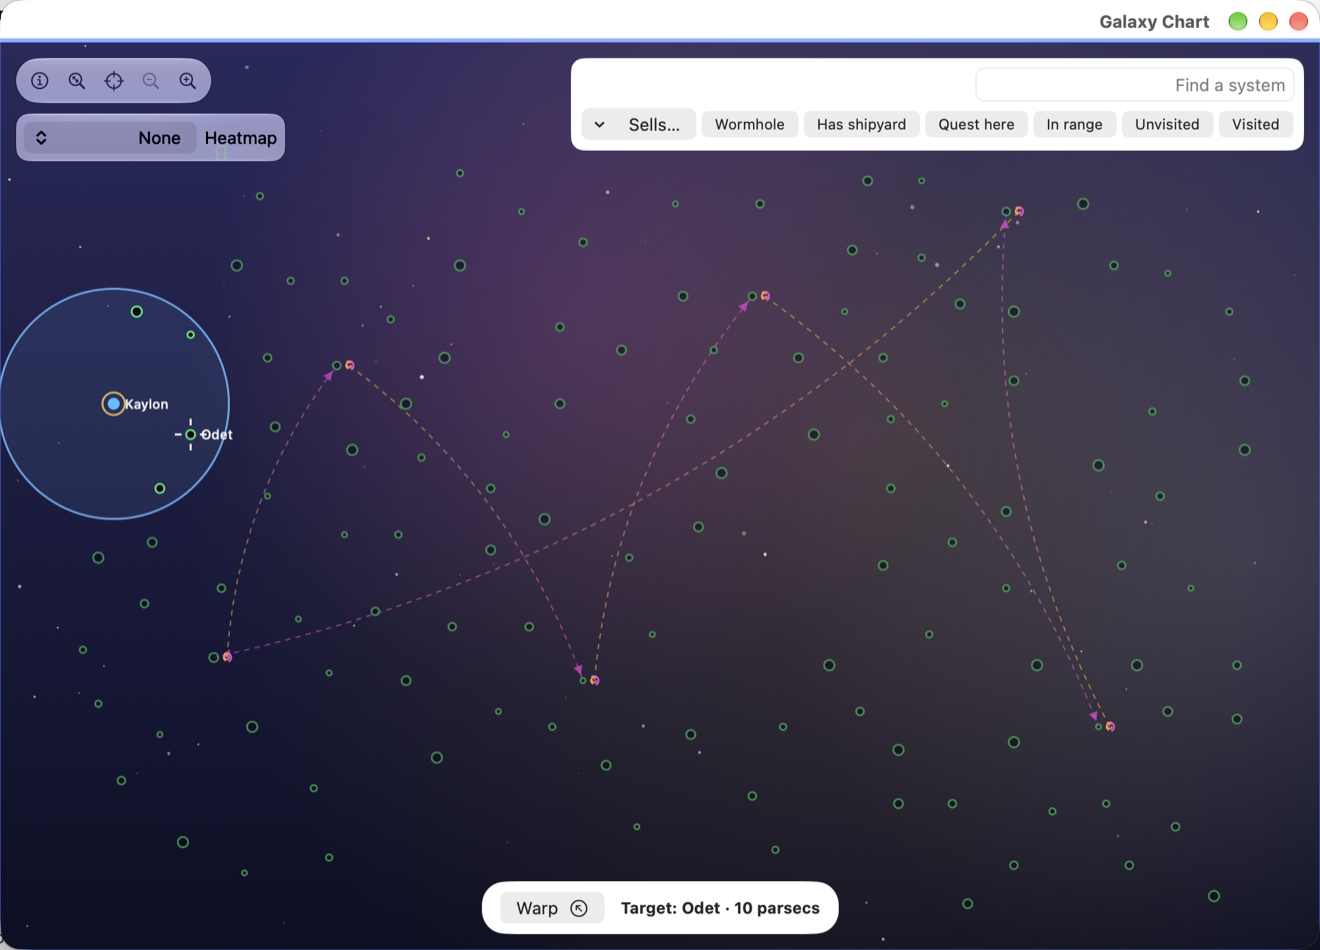 Galaxy Chart
Find a system
Sells...
Wormhole
Has shipyard
Quest here
In range
Unvisited
Visited
None
Heatmap
Kaylon
Odet
Warp
Target: Odet · 10 parsecs